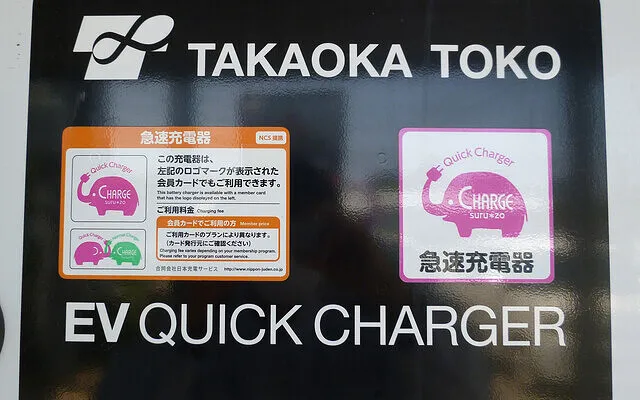 TAKAOKA TOKO
急速充電器
NCS 提携
Quick Charger
CHARGE
suru★zo
この充電器は、
左記のロゴマークが表示された
会員カードでもご利用できます。
This battery charger is available with a member card
that has the logo displayed on the left.
ご利用料金 Charging fee
会員カードでご利用の方 Member price
ご利用カードのプランにより異なります。
(カード発行元にご確認ください)
Charging fee varies depending on your membership program.
Please refer to your program customer service.
CHARGE
合同会社日本充電サービス http://www.nippon-juden.co.jp
Quick Charger
CHARGE
suru★zo
急速充電器
EV QUICK CHARGER